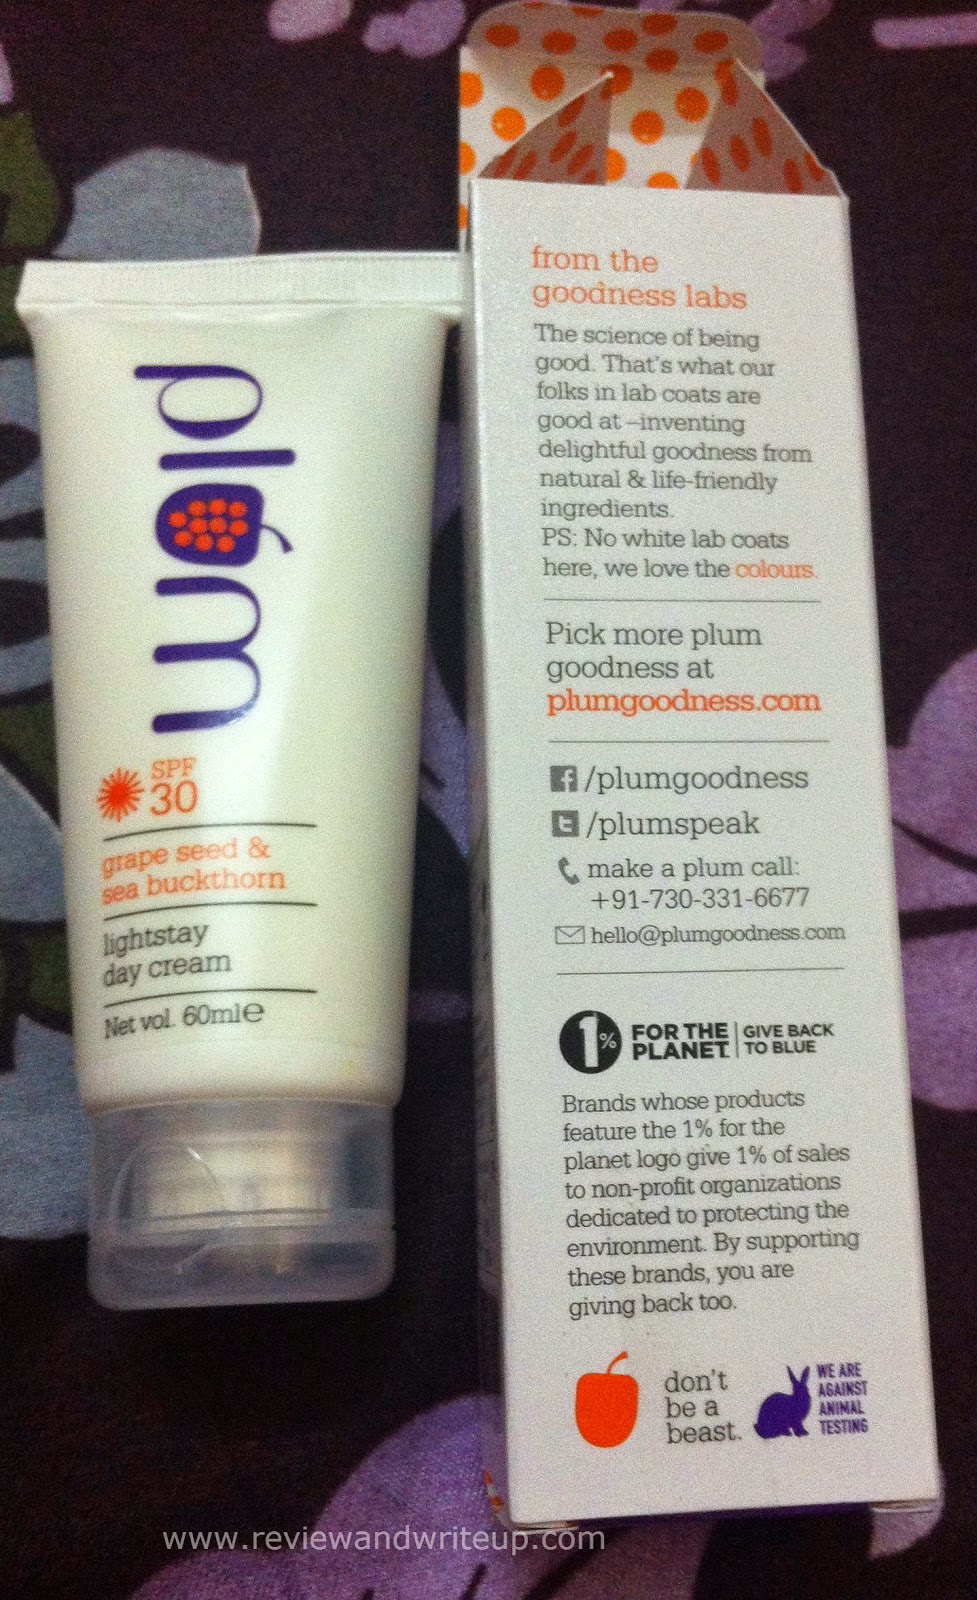 plum
SPF
30
grape seed &
sea buckthorn
lightstay
day cream
Net vol. 60ml℮
from the
goodness labs
The science of being
good. That's what our
folks in lab coats are
good at –inventing
delightful goodness from
natural & life-friendly
ingredients.
PS: No white lab coats
here, we love the colours.
Pick more plum
goodness at
plumgoodness.com
f /plumgoodness
t /plumspeak
make a plum call:
+91-730-331-6677
hello@plumgoodness.com
1%
FOR THE
PLANET
GIVE BACK
TO BLUE
Brands whose products
feature the 1% for the
planet logo give 1% of sales
to non-profit organizations
dedicated to protecting the
environment. By supporting
these brands, you are
giving back too.
don't
be a
beast.
WE ARE
AGAINST
ANIMAL
TESTING
www.reviewandwriteup.com